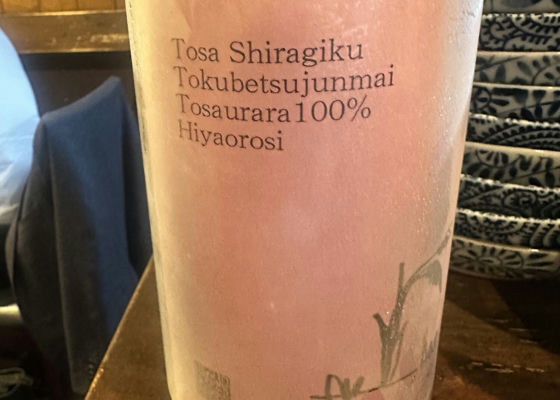 Tosa Shiragiku
Tokubetsujunmai
Tosaurara100%
Hiyaorosi